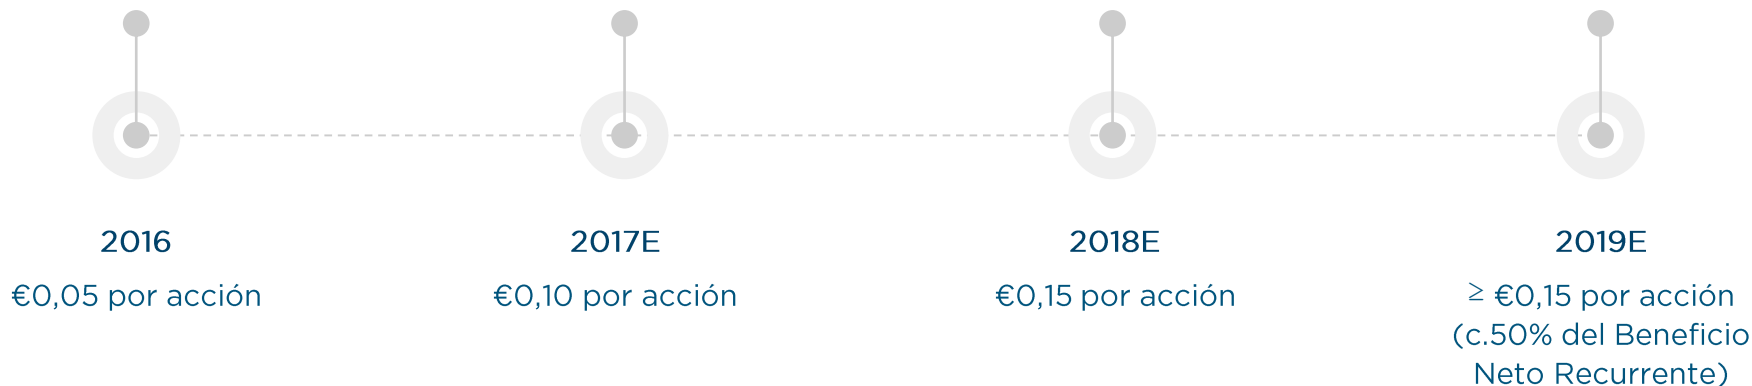 2016
€0,05 por acción
2017E
€0,10 por acción
2018E
€0,15 por acción
2019E
≥ €0,15 por acción
(c.50% del Beneficio
Neto Recurrente)